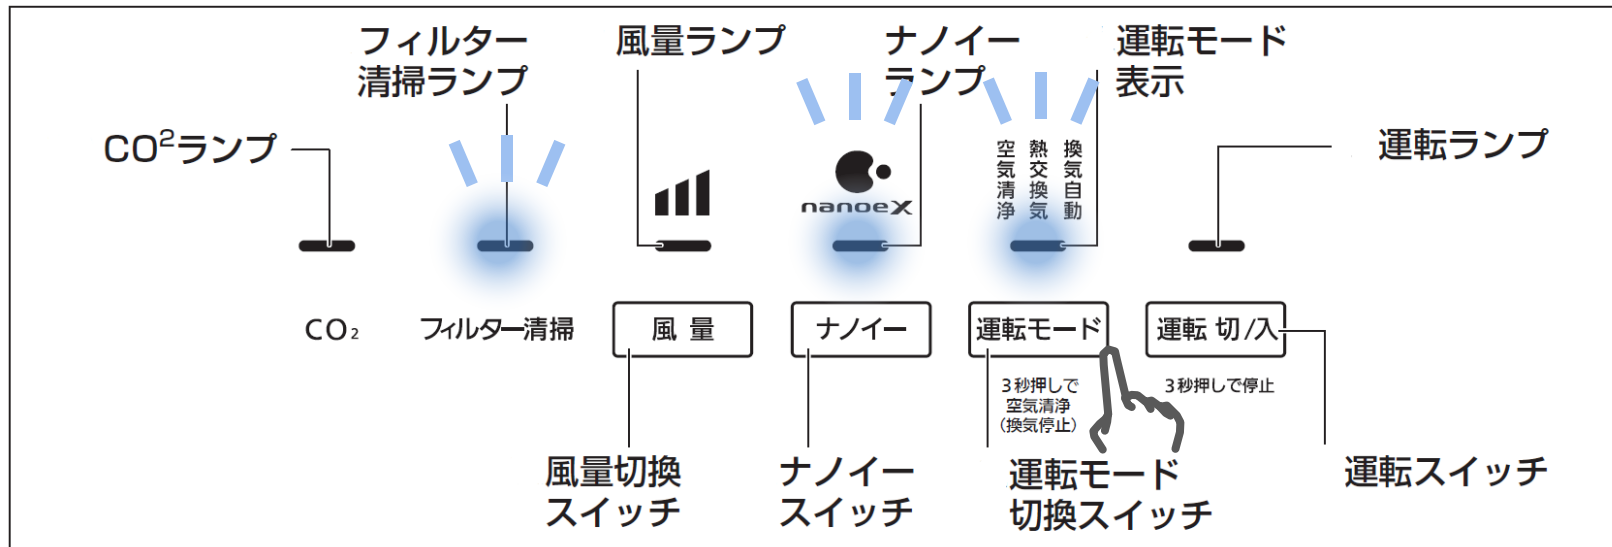 フィルター
清掃ランプ
風量ランプ
ナノイー
ランプ
運転モード
表示
CO²ランプ
運転ランプ
空気清浄
熱交換気
換気自動
nanoeX
CO₂
フィルター清掃
風量
ナノイー
運転モード
運転 切/入
3秒押しで
空気清浄
(換気停止)
3秒押しで停止
風量切換
スイッチ
ナノイー
スイッチ
運転モード
切換スイッチ
運転スイッチ